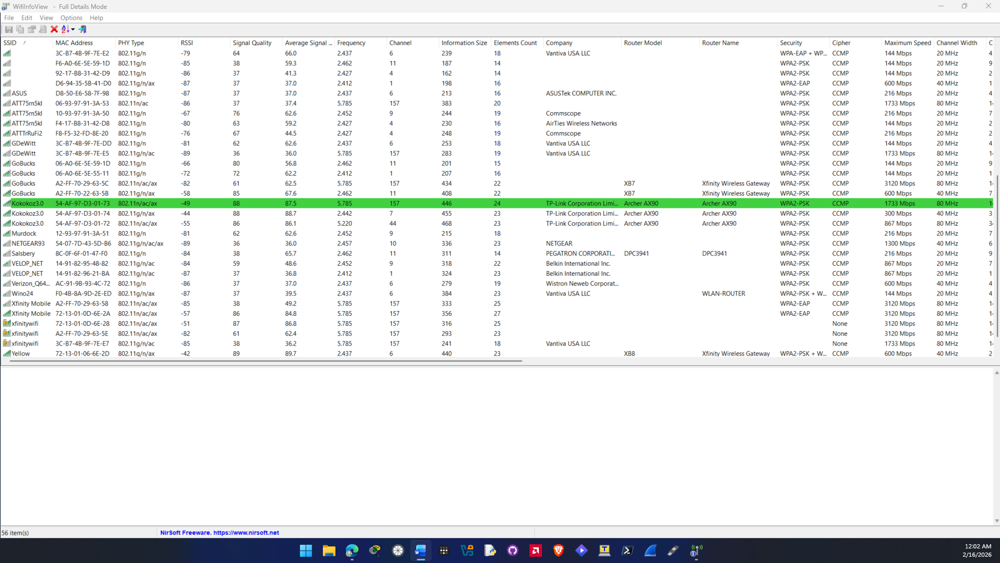 WifiInfoView - Full Details Mode
File Edit View Options Help
SSID MAC Address PHY Type RSSI Signal Quality Average Signal ... Frequency Channel Information Size Elements Count Company Router Model Router Name Security Cipher Maximum Speed Channel Width C
3C-B7-4B-9F-7E-E2 802.11g/n -79 64 66.0 2.437 6 239 18 Vantiva USA LLC WPA-EAP + WP... CCMP 144 Mbps 20 MHz 4
F6-A0-6E-5E-59-1D 802.11g/n -85 38 59.3 2.462 11 187 14 WPA2-PSK CCMP 144 Mbps 20 MHz 9
92-17-B8-31-42-D9 802.11g/n -86 37 41.3 2.427 4 162 14 WPA2-PSK CCMP 144 Mbps 20 MHz 2
D6-94-35-5B-41-D0 802.11g/n/ax -87 37 37.0 2.412 1 198 16 WPA2-EAP CCMP 600 Mbps 40 MHz 1
ASUS D8-50-E6-58-7F-98 802.11g/n -87 37 37.0 2.437 6 213 16 ASUSTek COMPUTER INC. WPA2-PSK CCMP 216 Mbps 20 MHz 4
ATT75rn5kI 06-93-97-91-3A-53 802.11n/ac -86 37 37.4 5.785 157 383 20 WPA2-PSK CCMP 1733 Mbps 80 MHz 1
ATT75rn5kI 10-93-97-91-3A-50 802.11g/n -67 76 62.6 2.452 9 244 19 Commscope WPA2-PSK CCMP 216 Mbps 20 MHz 7
ATT75rn5kI F4-17-B8-31-42-D8 802.11g/n -80 63 59.2 2.427 4 230 16 AirTies Wireless Networks WPA2-PSK CCMP 144 Mbps 20 MHz 2
ATTTrRuFi2 F8-F5-32-FD-8E-20 802.11g/n -76 67 44.5 2.427 4 248 19 Commscope WPA2-PSK CCMP 216 Mbps 20 MHz 2
GDeWitt 3C-B7-4B-9F-7E-DD 802.11g/n -81 62 62.6 2.437 6 253 18 Vantiva USA LLC WPA2-PSK CCMP 144 Mbps 20 MHz 4
GDeWitt 3C-B7-4B-9F-7E-E5 802.11g/n/ac -89 36 36.0 5.785 157 283 19 Vantiva USA LLC WPA2-PSK CCMP 1733 Mbps 80 MHz 1
GoBucks 06-A0-6E-5E-59-1D 802.11g/n -66 80 56.8 2.462 11 201 15 WPA2-PSK CCMP 144 Mbps 20 MHz 9
GoBucks 06-A0-6E-5E-55-11 802.11g/n -72 72 62.2 2.412 1 207 16 WPA2-PSK CCMP 144 Mbps 20 MHz 1
GoBucks A2-FF-70-29-63-5C 802.11n/ac/ax -82 61 62.5 5.785 157 434 22 XB7 Xfinity Wireless Gateway WPA2-PSK CCMP 3120 Mbps 80 MHz 1
GoBucks A2-FF-70-22-63-5B 802.11g/n/ax -58 85 67.6 2.462 11 408 22 XB7 Xfinity Wireless Gateway WPA2-PSK CCMP 600 Mbps 40 MHz 7
Kokokoz3.0 54-AF-97-D3-01-73 802.11n/ac/ax -49 88 87.5 5.785 157 446 24 TP-Link Corporation Limi... Archer AX90 Archer AX90 WPA2-PSK CCMP 1733 Mbps 80 MHz 1
Kokokoz3.0 54-AF-97-D3-01-74 802.11g/n/ax -44 88 88.7 2.442 7 455 23 TP-Link Corporation Limi... Archer AX90 Archer AX90 WPA2-PSK CCMP 300 Mbps 40 MHz 3
Kokokoz3.0 54-AF-97-D3-01-72 802.11n/ac/ax -55 86 86.1 5.220 44 468 23 TP-Link Corporation Limi... Archer AX90 Archer AX90 WPA2-PSK CCMP 867 Mbps 80 MHz 3
Murdock 12-93-97-91-3A-51 802.11g/n -81 62 62.6 2.452 9 215 18 WPA2-PSK CCMP 216 Mbps 20 MHz 7
NETGEAR93 54-07-7D-43-5D-B6 802.11g/n/ac/ax -89 36 36.0 2.457 10 336 23 NETGEAR WPA2-PSK CCMP 1300 Mbps 40 MHz 6
Salsbery 8C-0F-6F-01-47-F0 802.11g/n -84 38 65.7 2.462 11 311 14 PEGATRON CORPORATI... DPC3941 DPC3941 WPA2-PSK CCMP 216 Mbps 20 MHz 9
VELOP_NET 14-91-82-95-48-82 802.11g/n/ac -84 59 48.6 2.452 9 318 22 Belkin International Inc. WPA2-PSK CCMP 867 Mbps 20 MHz 7
VELOP_NET 14-91-82-96-21-BA 802.11g/n/ac -87 37 36.8 2.412 1 324 23 Belkin International Inc. WPA2-PSK CCMP 867 Mbps 20 MHz 1
Verizon_Q64... AC-91-9B-93-4C-72 802.11g/n -86 37 37.0 2.437 6 279 19 Wistron Neweb Corporat... WPA2-PSK CCMP 600 Mbps 40 MHz 4
Wino24 F0-4B-8A-9D-2E-ED 802.11g/n/ax -87 37 39.5 2.437 6 384 23 Vantiva USA LLC WLAN-ROUTER WPA2-PSK + W... CCMP 144 Mbps 20 MHz 4
Xfinity Mobile A2-FF-70-29-63-58 802.11n/ac/ax -85 38 49.2 5.785 157 333 25 WPA2-EAP CCMP 3120 Mbps 80 MHz 1
Xfinity Mobile 72-13-01-0D-6E-2A 802.11n/ac/ax -57 86 84.8 5.785 157 356 27 WPA2-EAP CCMP 3120 Mbps 80 MHz 1
xfinitywifi 72-13-01-0D-6E-28 802.11n/ac/ax -51 87 86.8 5.785 157 316 25 None 3120 Mbps 80 MHz 1
xfinitywifi A2-FF-70-29-63-5E 802.11n/ac/ax -82 61 62.4 5.785 157 293 23 None 3120 Mbps 80 MHz 1
xfinitywifi 3C-B7-4B-9F-7E-E7 802.11g/n/ac -85 38 36.2 5.785 157 241 18 Vantiva USA LLC None 1733 Mbps 80 MHz 1
Yellow 72-13-01-06-6E-2D 802.11g/n/ax -42 89 89.7 2.437 6 440 23 XB8 Xfinity Wireless Gateway WPA2-PSK + W... CCMP 600 Mbps 40 MHz 2
56 item(s) NirSoft Freeware. https://www.nirsoft.net
12:02 AM
2/16/2026